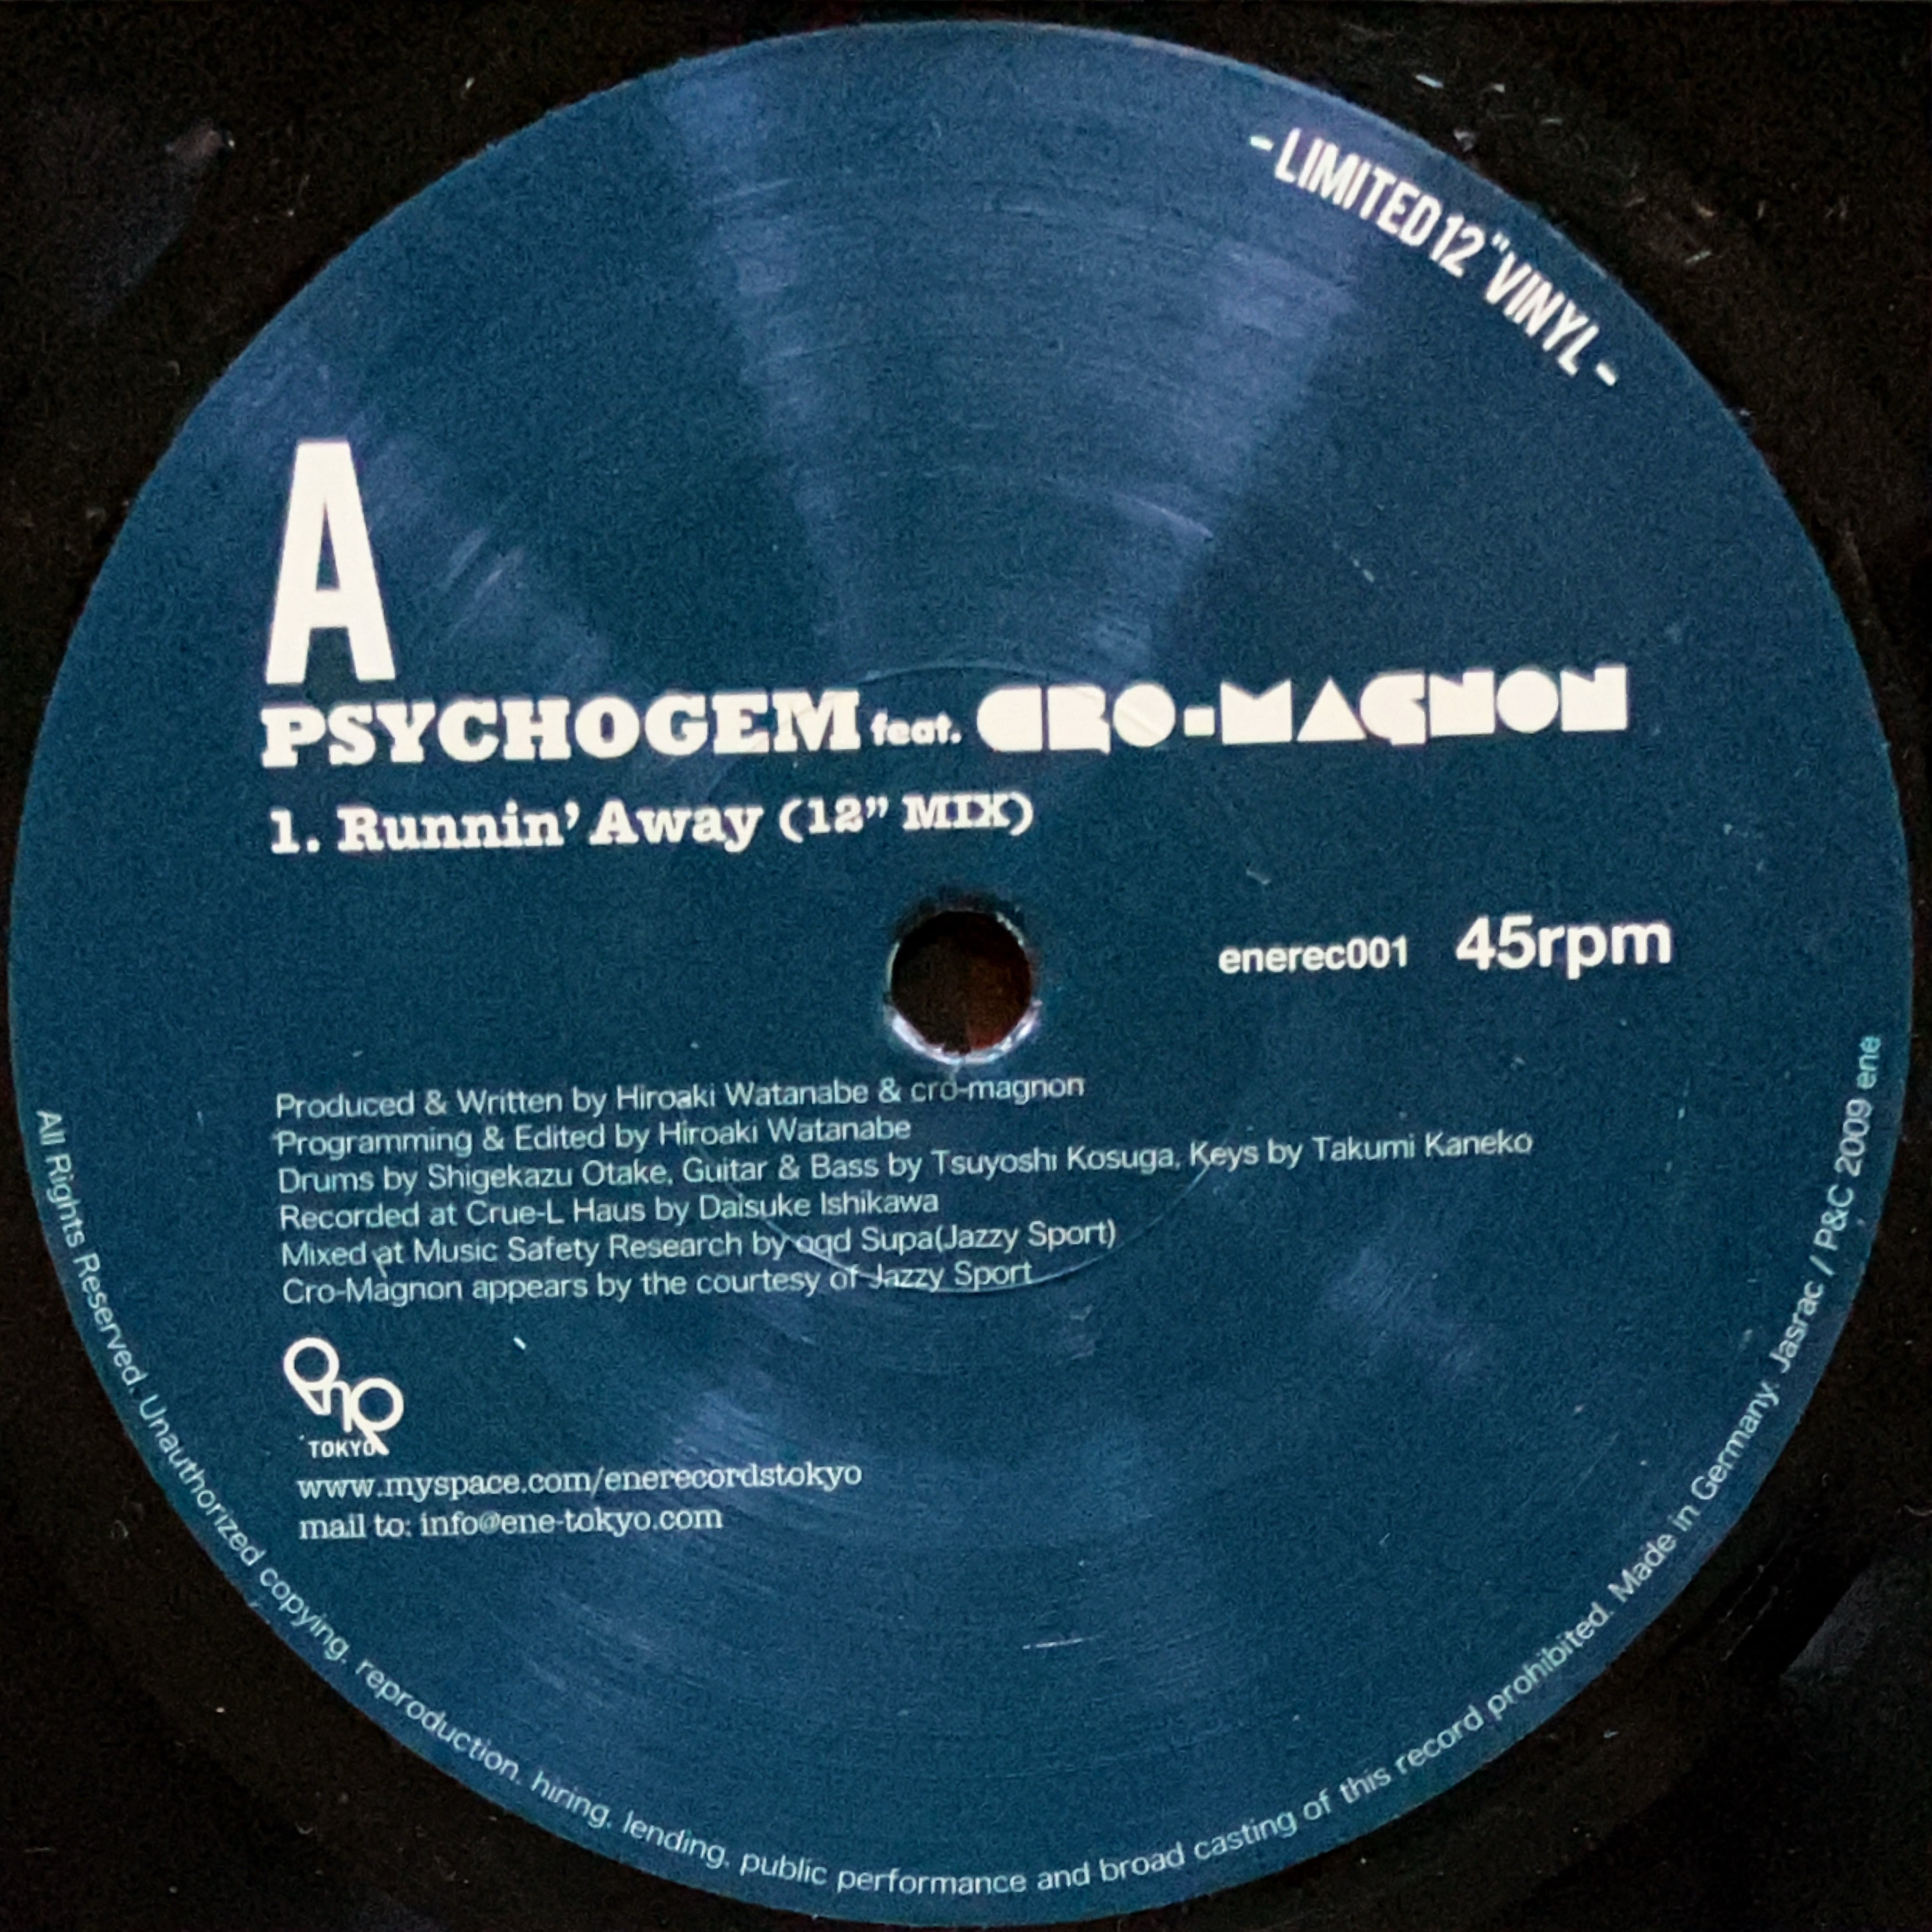 - LIMITED 12" VINYL -
A
PSYCHOGEM feat. CRO-MAGNON
1. Runnin' Away (12” MIX)
enerec001 45rpm
Produced & Written by Hiroaki Watanabe & cro-magnon
Programming & Edited by Hiroaki Watanabe
Drums by Shigekazu Otake, Guitar & Bass by Tsuyoshi Kosuga, Keys by Takumi Kaneko
Recorded at Crue-L Haus by Daisuke Ishikawa
Mixed at Music Safety Research by ogd Supa(Jazzy Sport)
Cro-Magnon appears by the courtesy of Jazzy Sport
ene
TOKYO
www.myspace.com/enerecordstokyo
mail to: info@ene-tokyo.com
All Rights Reserved. Unauthorized copying, reproduction, hiring, lending, public performance and broad casting of this record prohibited. Made in Germany. Jasrac / P&C 2009 ene